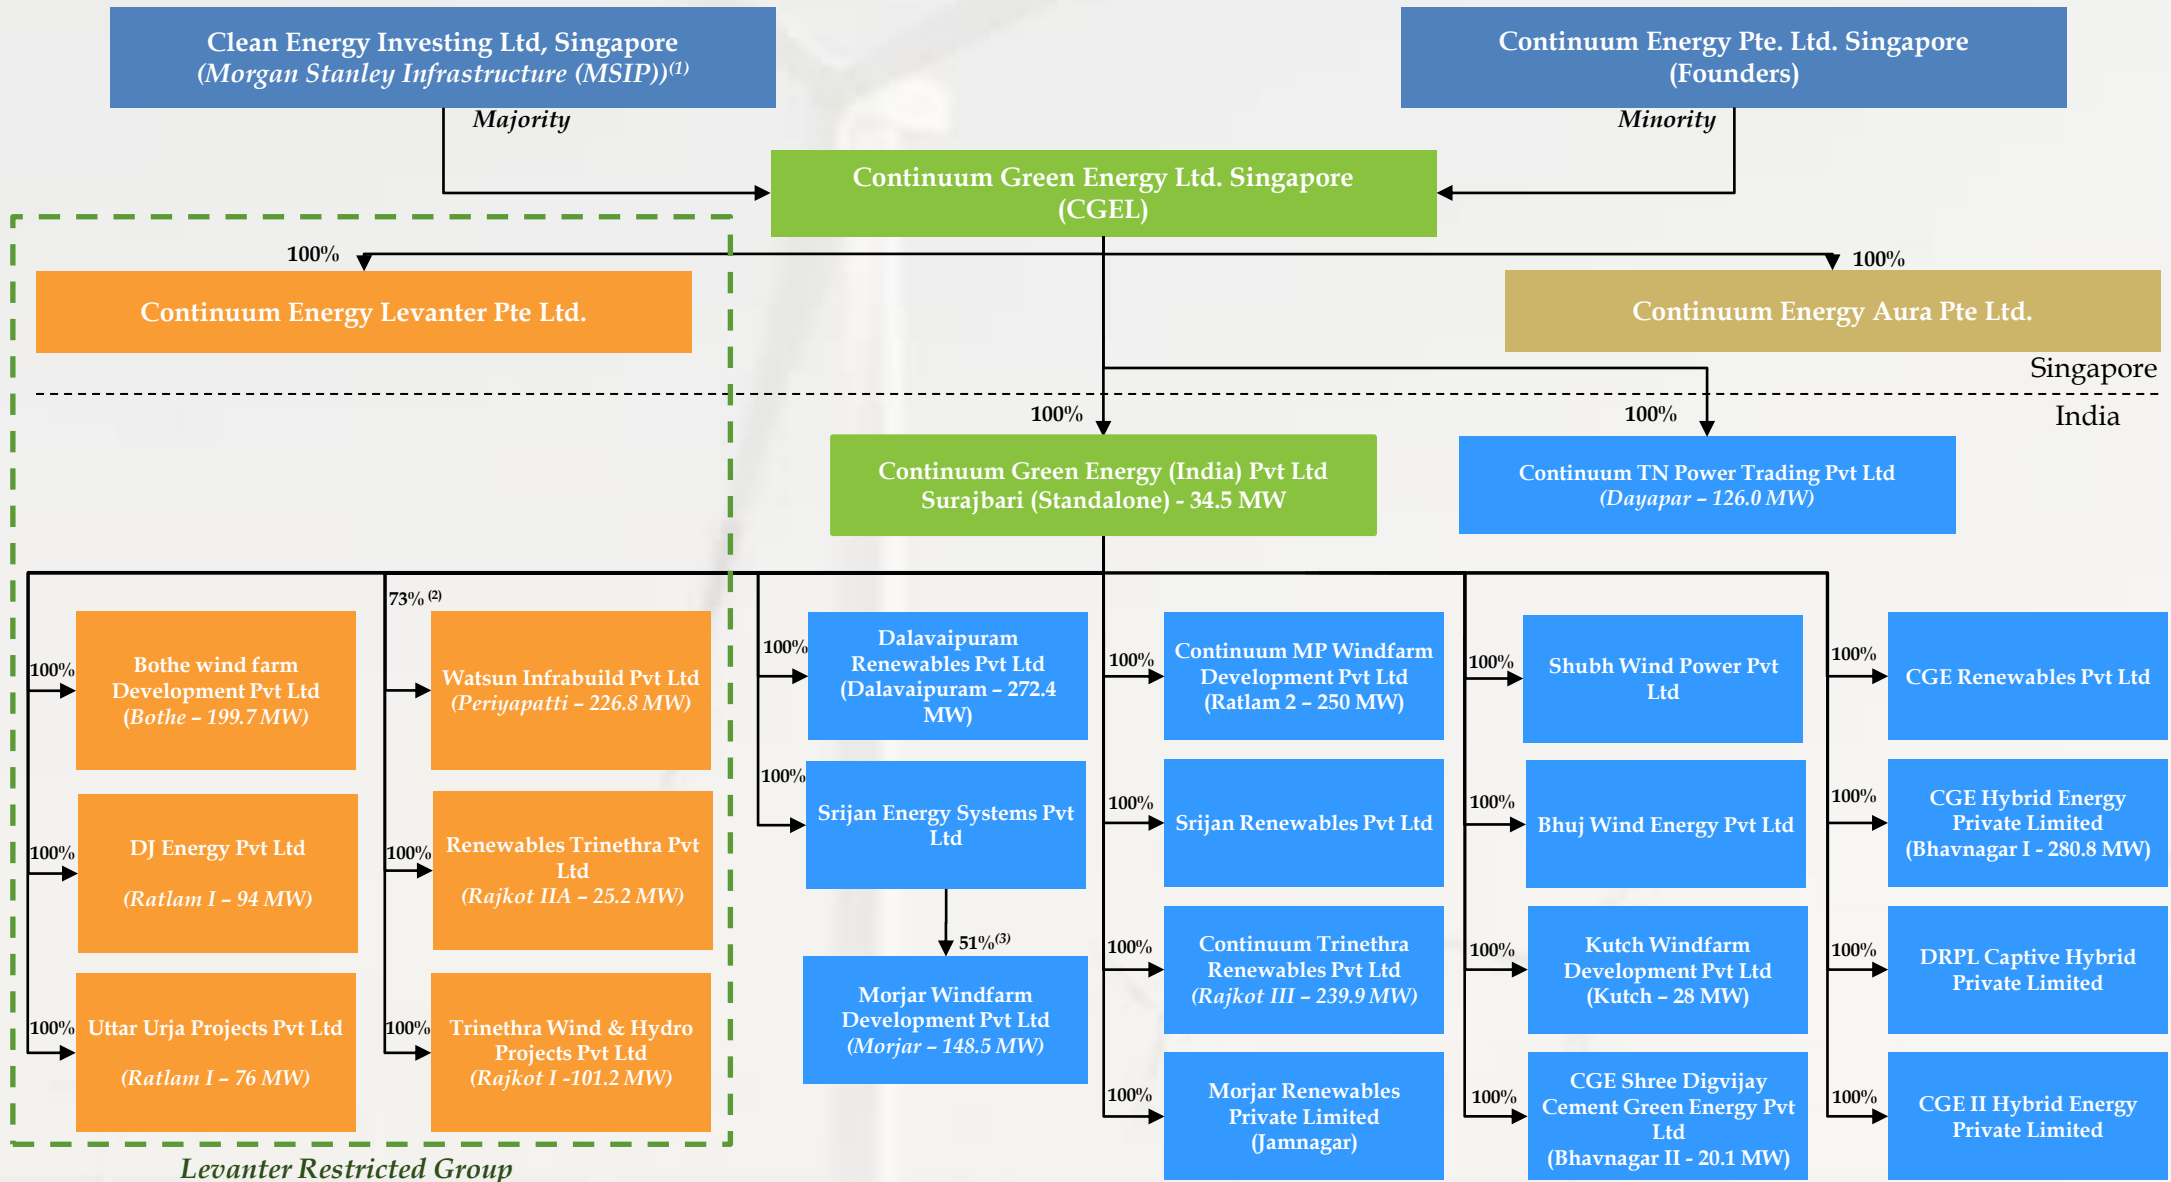 Clean Energy Investing Ltd, Singapore
(Morgan Stanley Infrastructure (MSIP))(1)
Continuum Energy Pte. Ltd. Singapore
(Founders)
Majority
Minority
Continuum Green Energy Ltd. Singapore
(CGEL)
100%
100%
Continuum Energy Levanter Pte Ltd.
Continuum Energy Aura Pte Ltd.
Singapore
India
100%
100%
Continuum Green Energy (India) Pvt Ltd
Surajbari (Standalone) - 34.5 MW
Continuum TN Power Trading Pvt Ltd
(Dayapar – 126.0 MW)
100%
Bothe wind farm
Development Pvt Ltd
(Bothe – 199.7 MW)
73% (2)
Watsun Infrabuild Pvt Ltd
(Periyapatti – 226.8 MW)
100%
Dalavaipuram
Renewables Pvt Ltd
(Dalavaipuram – 272.4
MW)
100%
Continuum MP Windfarm
Development Pvt Ltd
(Ratlam 2 – 250 MW)
100%
Shubh Wind Power Pvt
Ltd
100%
CGE Renewables Pvt Ltd
100%
DJ Energy Pvt Ltd
(Ratlam I – 94 MW)
100%
Renewables Trinethra Pvt
Ltd
(Rajkot IIA – 25.2 MW)
100%
Srijan Energy Systems Pvt
Ltd
100%
Srijan Renewables Pvt Ltd
100%
Bhuj Wind Energy Pvt Ltd
100%
CGE Hybrid Energy
Private Limited
(Bhavnagar I - 280.8 MW)
100%
Uttar Urja Projects Pvt Ltd
(Ratlam I – 76 MW)
100%
Trinethra Wind & Hydro
Projects Pvt Ltd
(Rajkot I -101.2 MW)
51%(3)
Morjar Windfarm
Development Pvt Ltd
(Morjar – 148.5 MW)
100%
Continuum Trinethra
Renewables Pvt Ltd
(Rajkot III – 239.9 MW)
100%
Kutch Windfarm
Development Pvt Ltd
(Kutch – 28 MW)
100%
DRPL Captive Hybrid
Private Limited
100%
Morjar Renewables
Private Limited
(Jamnagar)
100%
CGE Shree Digvijay
Cement Green Energy Pvt
Ltd
(Bhavnagar II - 20.1 MW)
100%
CGE II Hybrid Energy
Private Limited
Levanter Restricted Group